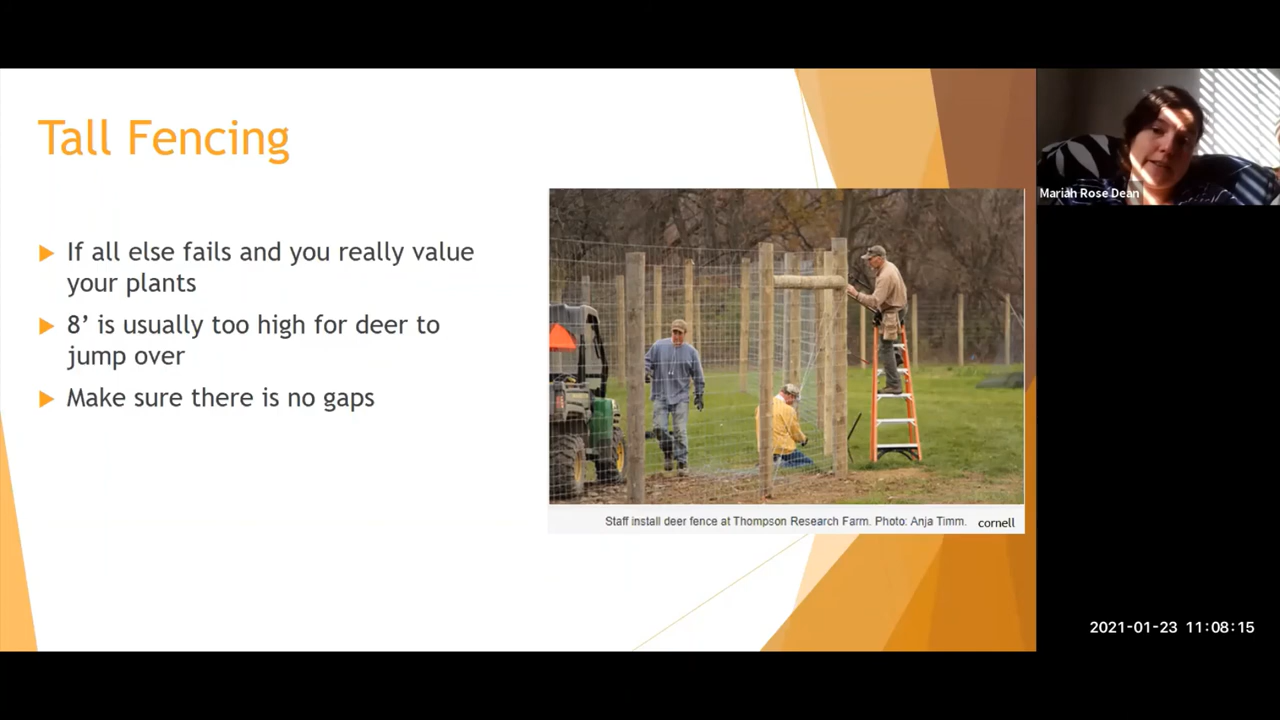 Tall Fencing
If all else fails and you really value
your plants
8’ is usually too high for deer to
jump over
Make sure there is no gaps
Staff install deer fence at Thompson Research Farm. Photo: Anja Timm. cornell
Mariah Rose Dean
2021-01-23 11:08:15